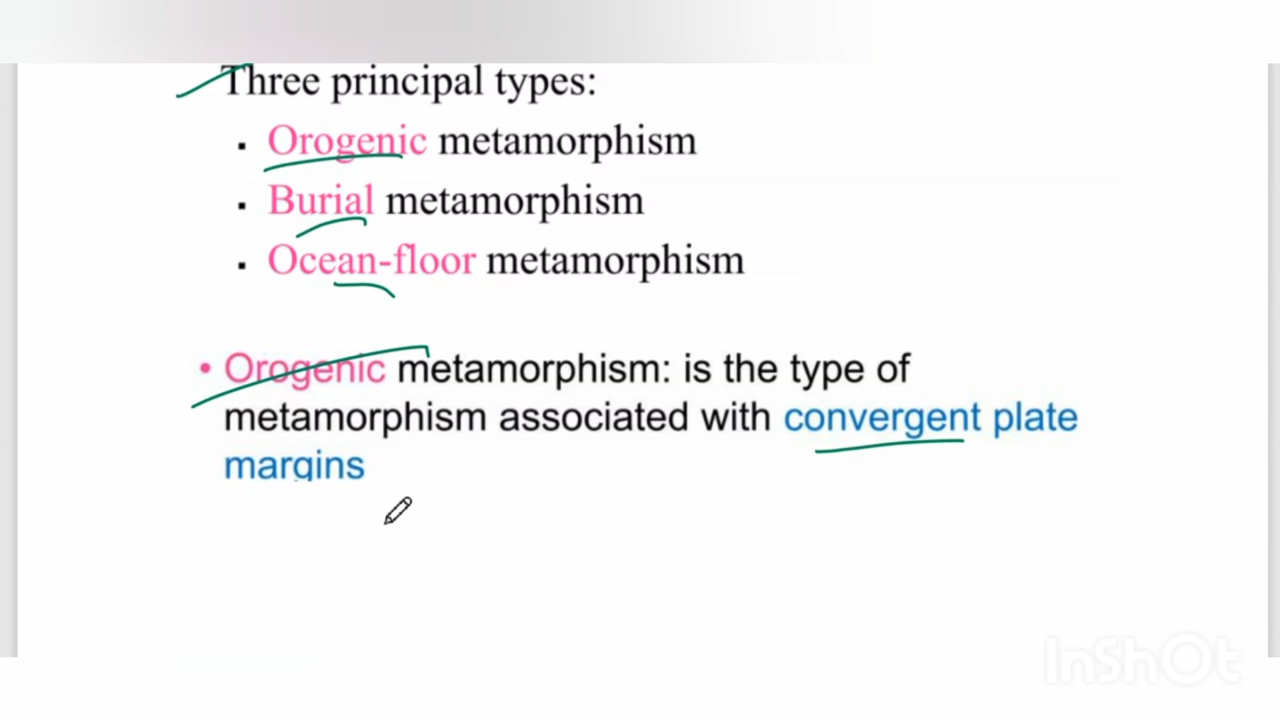 Three principal types:
▪ Orogenic metamorphism
▪ Burial metamorphism
▪ Ocean-floor metamorphism
• Orogenic metamorphism: is the type of
metamorphism associated with convergent plate
margins
InShOt